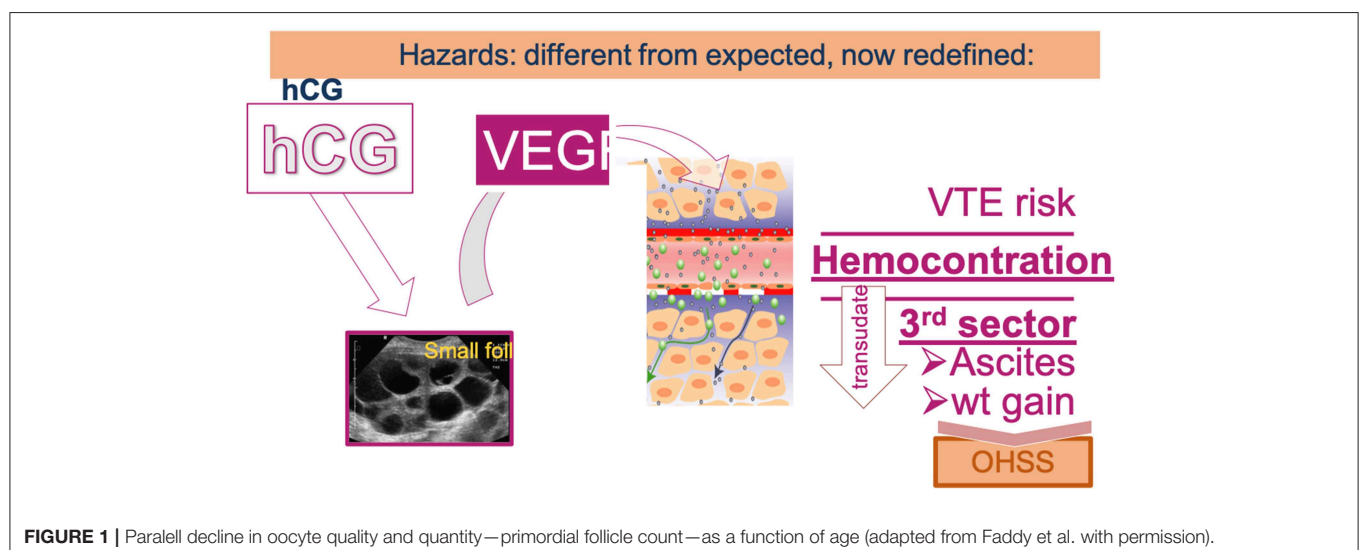 Hazards: different from expected, now redefined:
hCG
hCG
VEGF
Small foll
VTE risk
Hemocontration
transudate
3rd sector
➢Ascites
➢wt gain
OHSS
FIGURE 1 | Paralell decline in oocyte quality and quantity—primordial follicle count—as a function of age (adapted from Faddy et al. with permission).